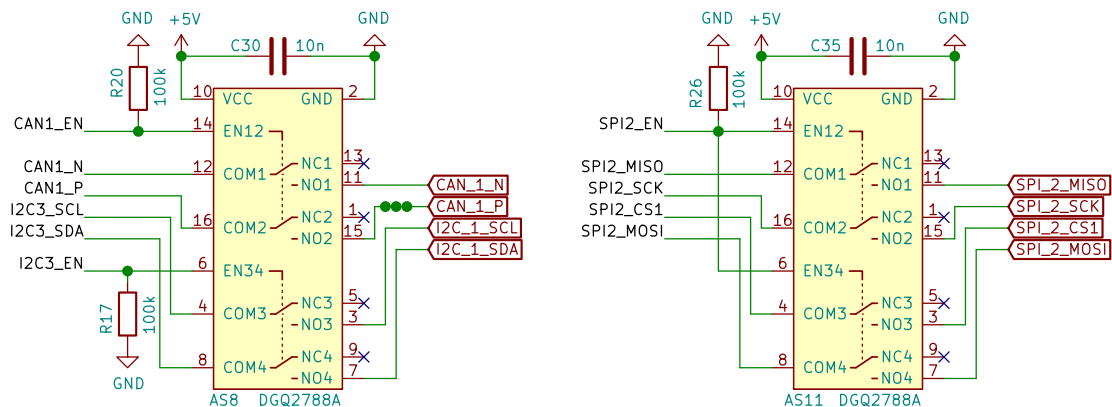 GND
+5V
GND
C30
10n
R20
100k
10
VCC
GND
2
CAN1_EN
14
EN12
CAN1_N
12
COM1
NC1
13
NO1
11
CAN_1_N
CAN1_P
16
COM2
NC2
1
NO2
15
CAN_1_P
I2C3_SCL
I2C_1_SCL
I2C3_SDA
I2C_1_SDA
I2C3_EN
6
EN34
R17
100k
4
COM3
NC3
5
NO3
3
8
COM4
NC4
9
NO4
7
GND
AS8
DGQ2788A
GND
+5V
GND
C35
10n
R26
100k
10
VCC
GND
2
SPI2_EN
14
EN12
SPI2_MISO
12
COM1
NC1
13
NO1
11
SPI_2_MISO
SPI2_SCK
16
COM2
NC2
1
NO2
15
SPI_2_SCK
SPI2_CS1
SPI_2_CS1
SPI2_MOSI
SPI_2_MOSI
6
EN34
4
COM3
NC3
5
NO3
3
8
COM4
NC4
9
NO4
7
AS11
DGQ2788A